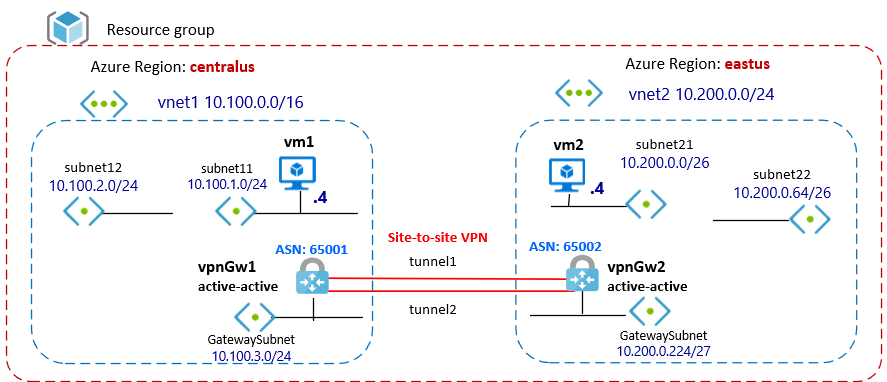 Resource group
Azure Region: centralus
Azure Region: eastus
vnet1 10.100.0.0/16
vnet2 10.200.0.0/24
subnet12
10.100.2.0/24
subnet11
10.100.1.0/24
vm1
.4
vm2
.4
subnet21
10.200.0.0/26
subnet22
10.200.0.64/26
Site-to-site VPN
ASN: 65001
ASN: 65002
vpnGw1
active-active
tunnel1
tunnel2
vpnGw2
active-active
GatewaySubnet
10.100.3.0/24
GatewaySubnet
10.200.0.224/27